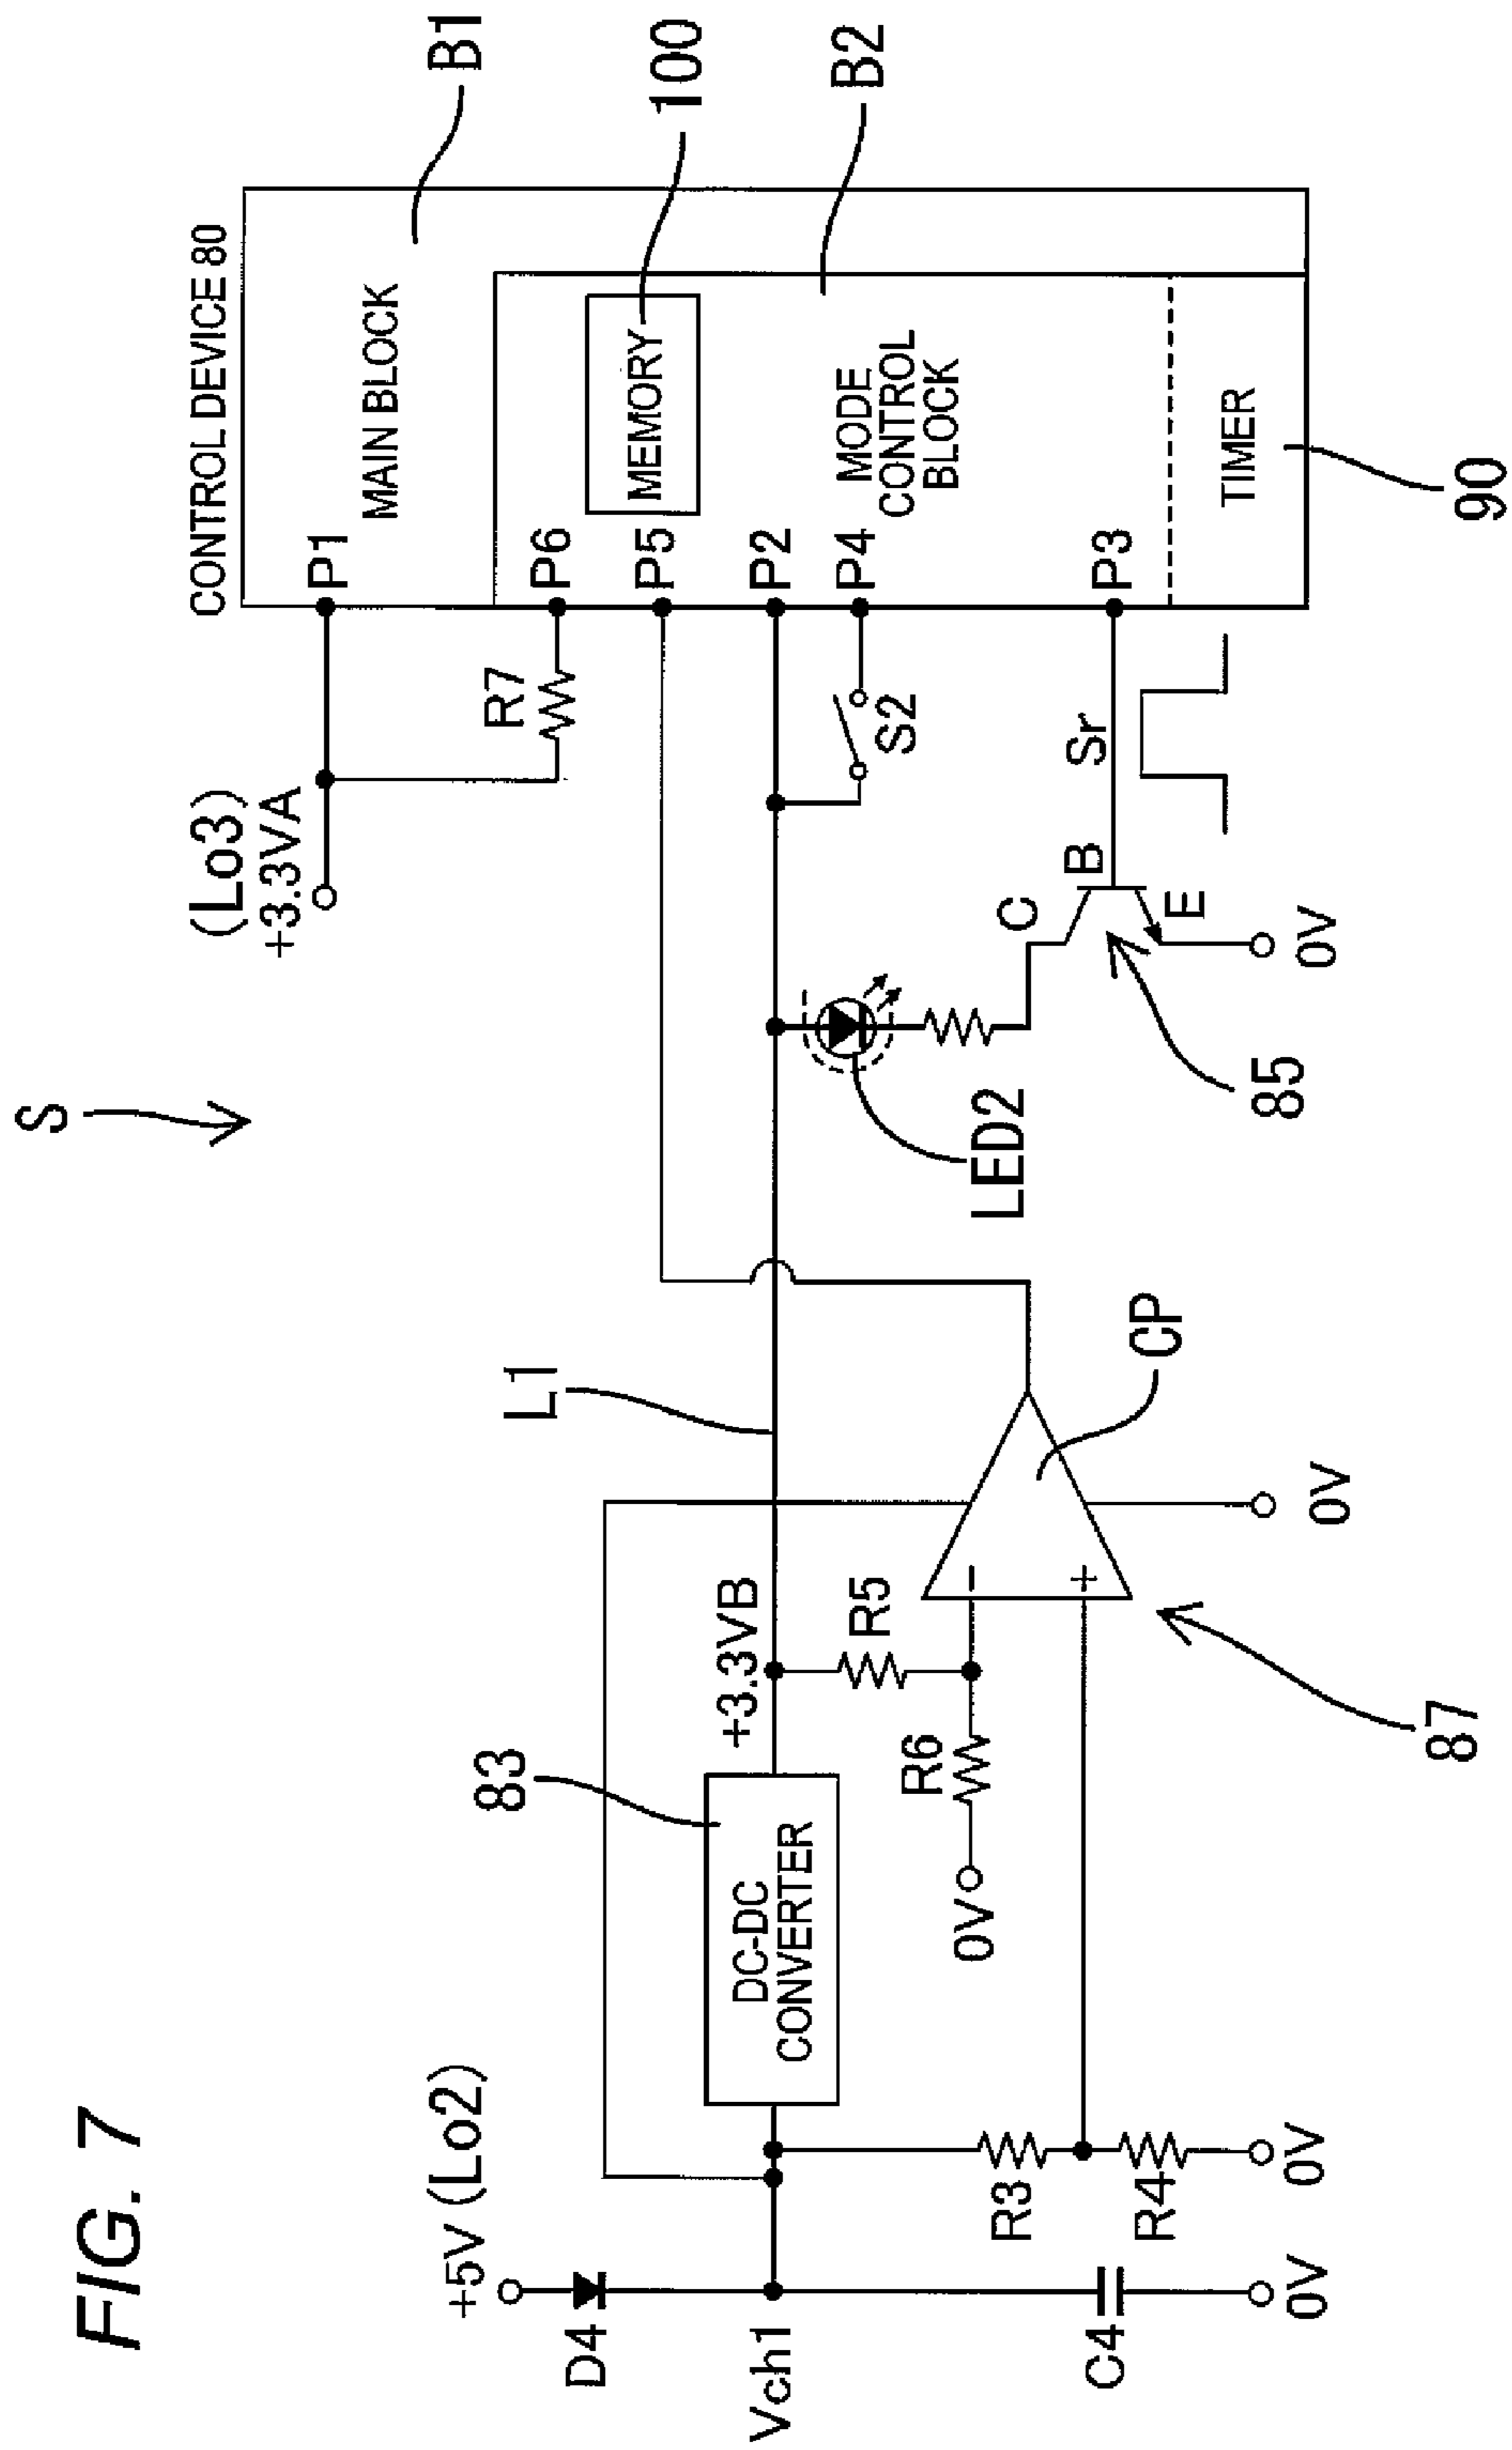 FIG. 7
S
CONTROL DEVICE 80
B1
MAIN BLOCK
P1
(Lo3)
+3.3VA
100
MEMORY
P6
R7
P5
B2
MODE
CONTROL
BLOCK
P2
P4
S2
P3
Sr
B
C
E
0V
85
LED2
TIMER
90
L1
CP
0V
+3.3VB
R5
R6
0V
87
83
DC-DC
CONVERTER
+5V (Lo2)
D4
Vch1
R3
R4
0V
C4
0V
−
+